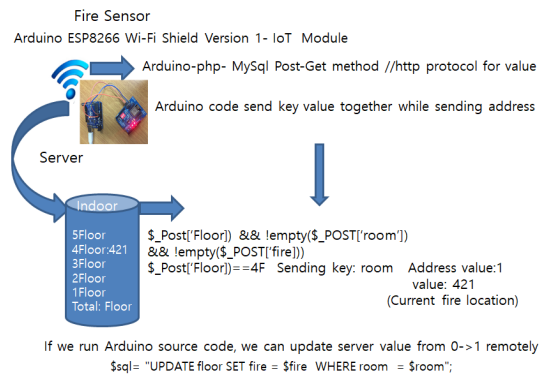 Fire Sensor
Arduino ESP8266 Wi-Fi Shield Version 1- IoT Module
Arduino-php- MySql Post-Get method //http protocol for value
Arduino code send key value together while sending address
Server
Indoor
5Floor
4Floor:421
3Floor
2Floor
1Floor
Total: Floor
$_Post['Floor]) && !empty($_POST['room'])
&& !empty($_POST['fire]))
$_Post['Floor])==4F Sending key: room Address value:1
value: 421
(Current fire location)
If we run Arduino source code, we can update server value from 0->1 remotely
$sql= "UPDATE floor SET fire = $fire WHERE room = $room";